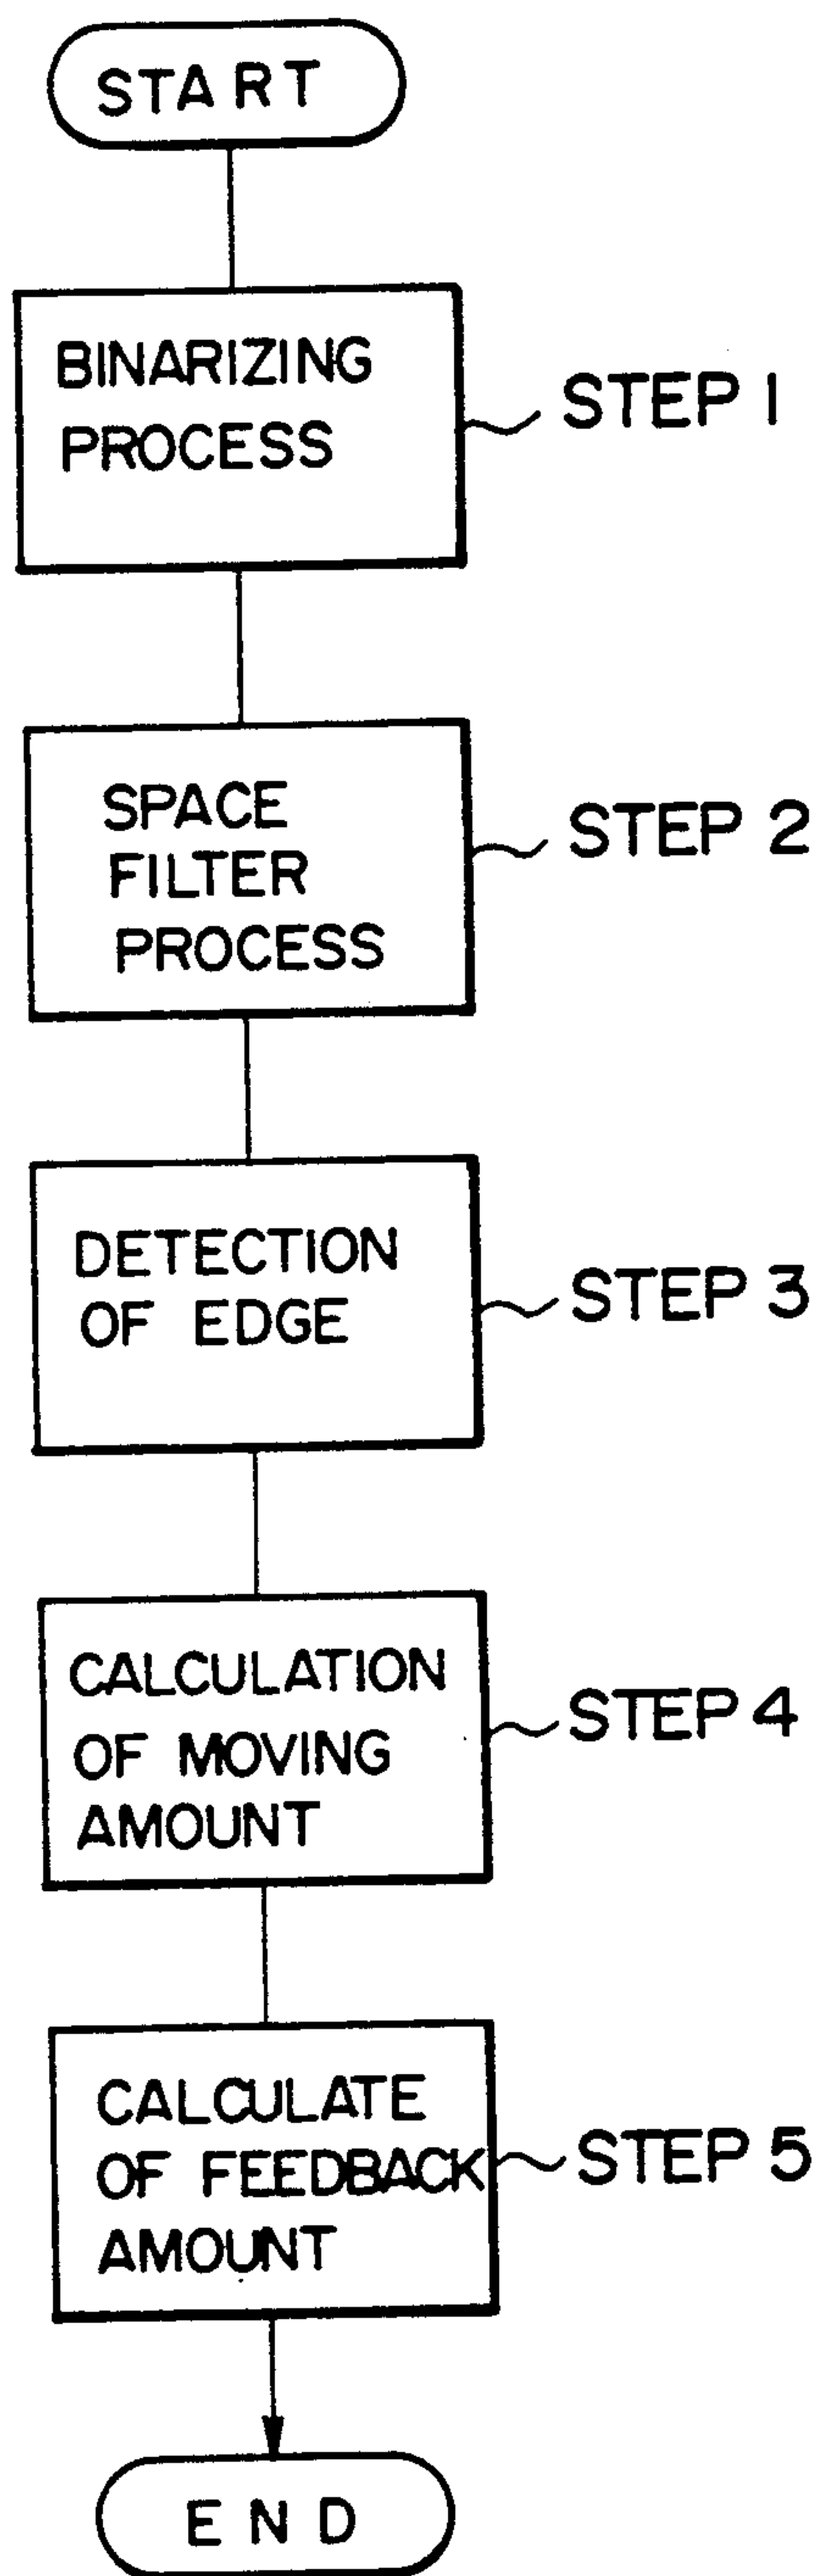 START
BINARIZING
PROCESS
STEP 1
SPACE
FILTER
PROCESS
STEP 2
DETECTION
OF EDGE
STEP 3
CALCULATION
OF MOVING
AMOUNT
STEP 4
CALCULATE
OF FEEDBACK
AMOUNT
STEP 5
END